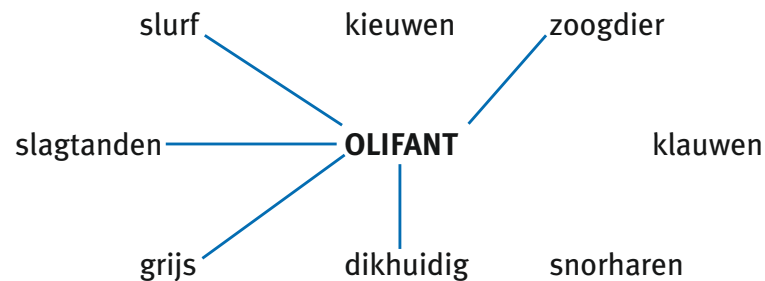 slurf kieuwen zoogdier
slagtanden OLIFANT klauwen
grijs dikhuidig snorharen